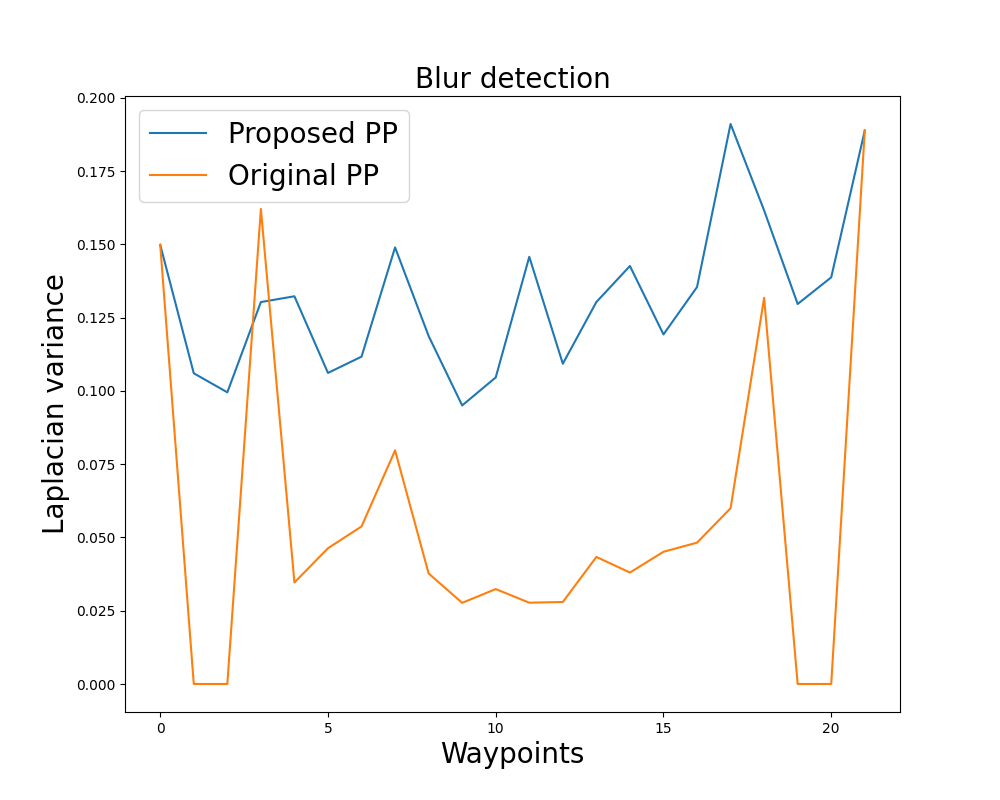 Blur detection
Proposed PP
Original PP
Laplacian variance
0.200
0.175
0.150
0.125
0.100
0.075
0.050
0.025
0.000
0 5 10 15 20
Waypoints